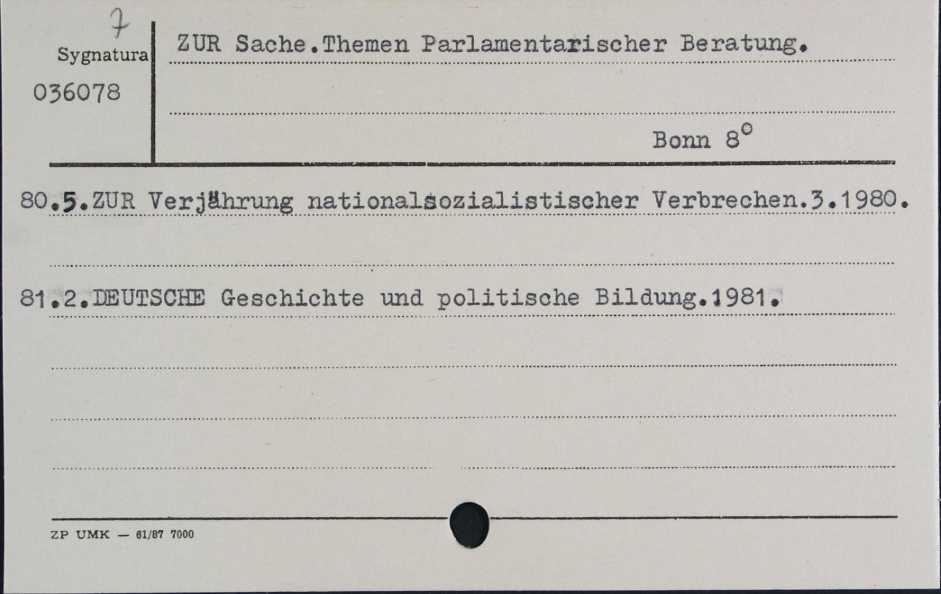 7
Sygnatura
ZUR Sache.Themen Parlamentarischer Beratung.
036078
Bonn 8°
80.5.ZUR Verjährung nationalsozialistischer Verbrechen.3.1980.
81.2.DEUTSCHE Geschichte und politische Bildung.1981.
ZP UMK — 61/87 7000